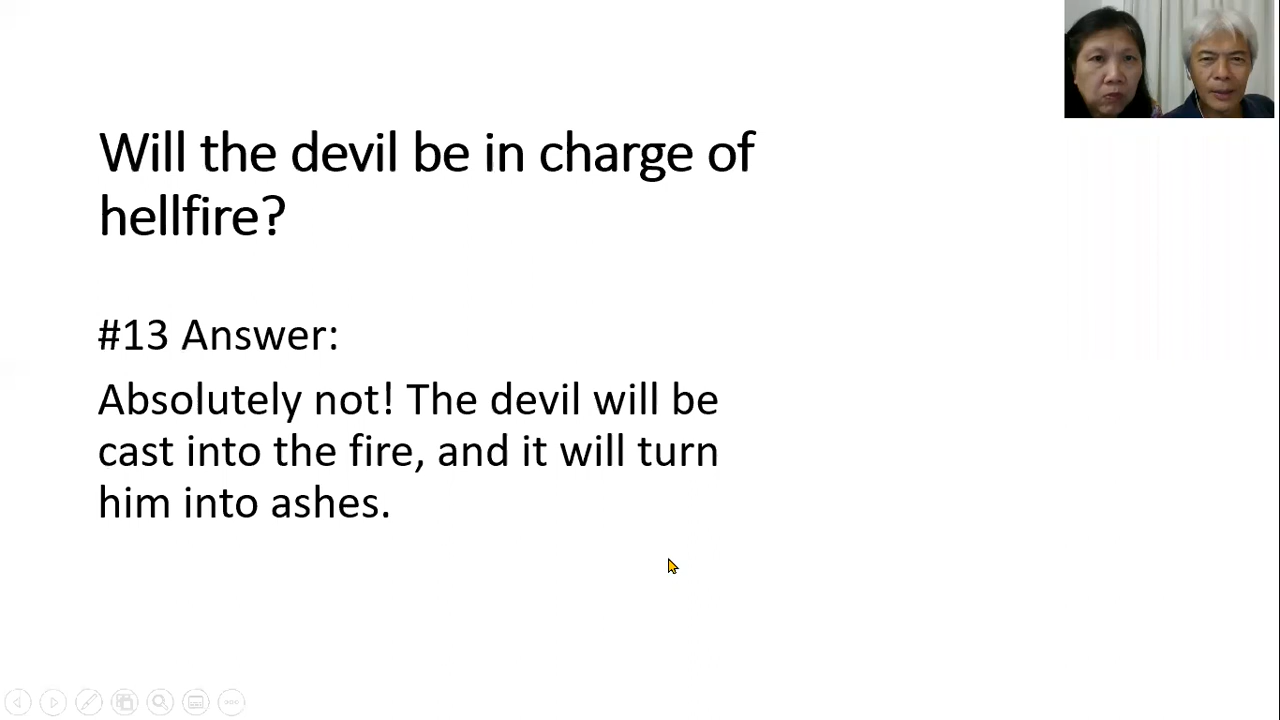 Will the devil be in charge of
hellfire?
#13 Answer:
Absolutely not! The devil will be
cast into the fire, and it will turn
him into ashes.